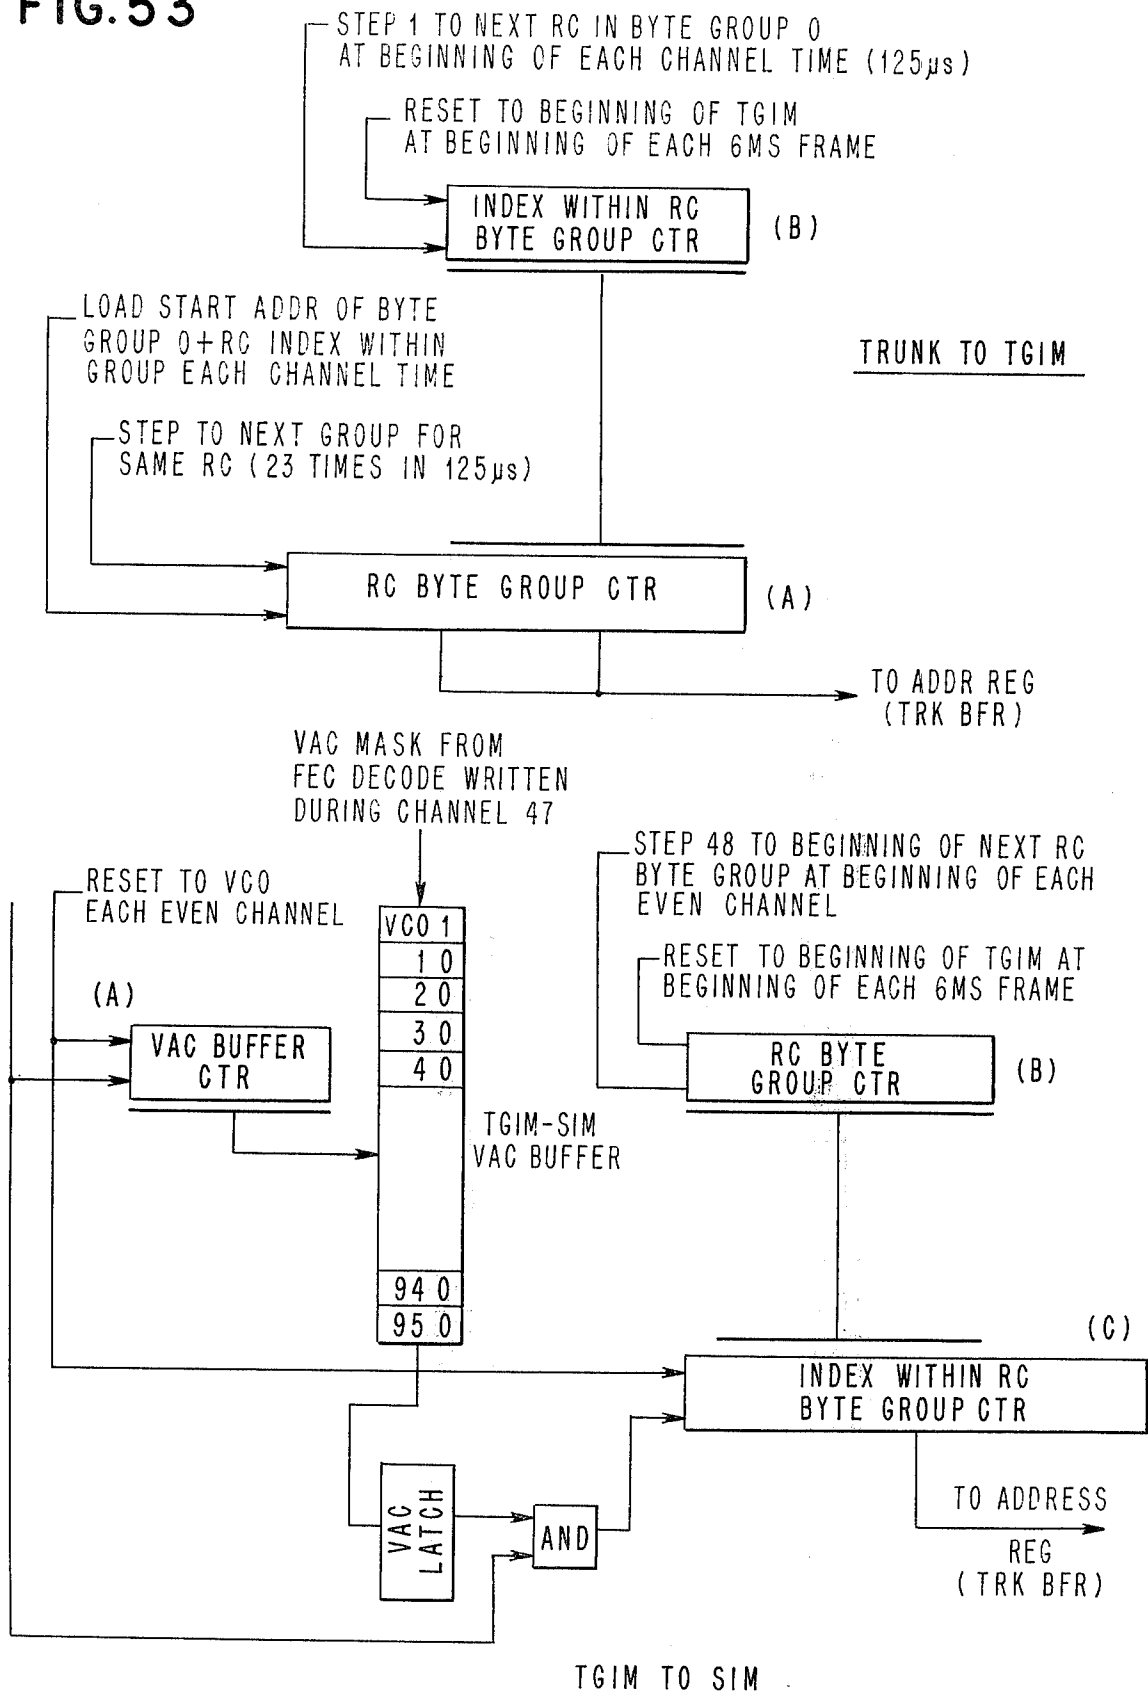 FIG.53
STEP 1 TO NEXT RC IN BYTE GROUP 0
AT BEGINNING OF EACH CHANNEL TIME (125µs)
RESET TO BEGINNING OF TGIM
AT BEGINNING OF EACH 6MS FRAME
INDEX WITHIN RC
BYTE GROUP CTR
(B)
LOAD START ADDR OF BYTE
GROUP 0+RC INDEX WITHIN
GROUP EACH CHANNEL TIME
TRUNK TO TGIM
STEP TO NEXT GROUP FOR
SAME RC (23 TIMES IN 125µs)
RC BYTE GROUP CTR
(A)
TO ADDR REG
(TRK BFR)
VAC MASK FROM
FEC DECODE WRITTEN
DURING CHANNEL 47
STEP 48 TO BEGINNING OF NEXT RC
BYTE GROUP AT BEGINNING OF EACH
EVEN CHANNEL
RESET TO VC0
EACH EVEN CHANNEL
VC0 1
1 0
2 0
3 0
4 0
RESET TO BEGINNING OF TGIM AT
BEGINNING OF EACH 6MS FRAME
(A)
VAC BUFFER
CTR
RC BYTE
GROUP CTR
(B)
TGIM-SIM
VAC BUFFER
94 0
95 0
(C)
INDEX WITHIN RC
BYTE GROUP CTR
VAC
LATCH
AND
TO ADDRESS
REG
(TRK BFR)
TGIM TO SIM